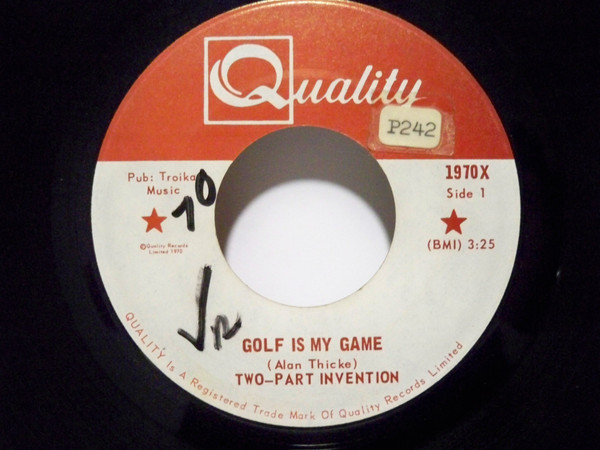 Quality
P242
Pub: Troika
Music
1970X
Side 1
70
©Quality Records
Limited 1970
(BMI) 3:25
GOLF IS MY GAME
(Alan Thicke)
TWO-PART INVENTION
QUALITY Is A Registered Trade Mark Of Quality Records Limited